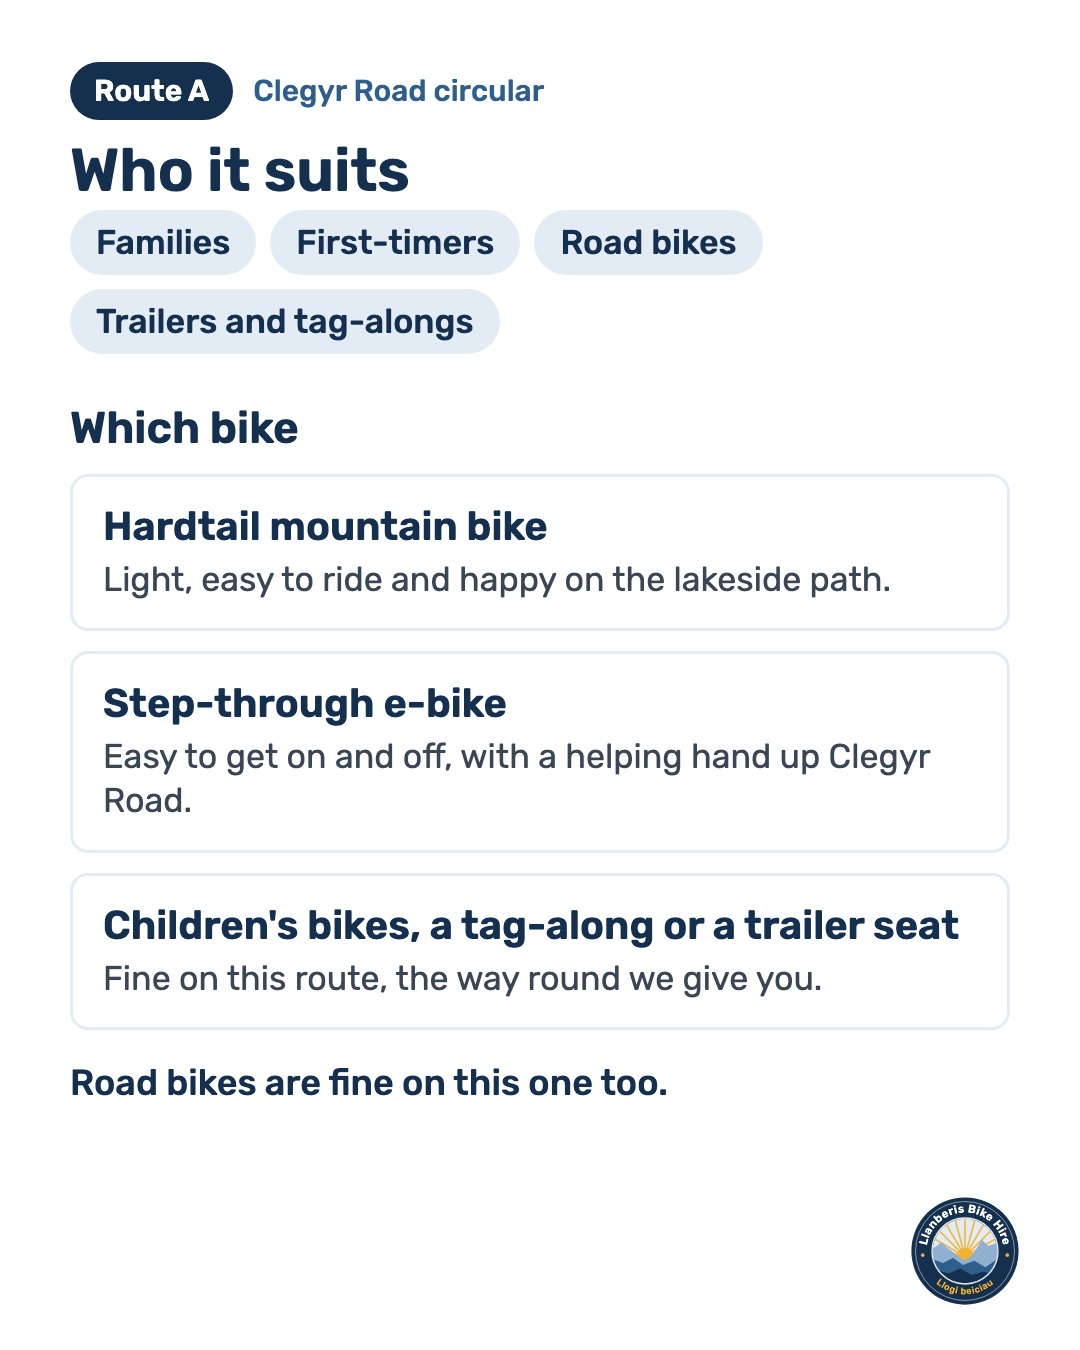 Route A
Clegyr Road circular
Who it suits
Families
First-timers
Road bikes
Trailers and tag-alongs
Which bike
Hardtail mountain bike
Light, easy to ride and happy on the lakeside path.
Step-through e-bike
Easy to get on and off, with a helping hand up Clegyr
Road.
Children's bikes, a tag-along or a trailer seat
Fine on this route, the way round we give you.
Road bikes are fine on this one too.
Llanberis Bike Hire
Llogi beiciau